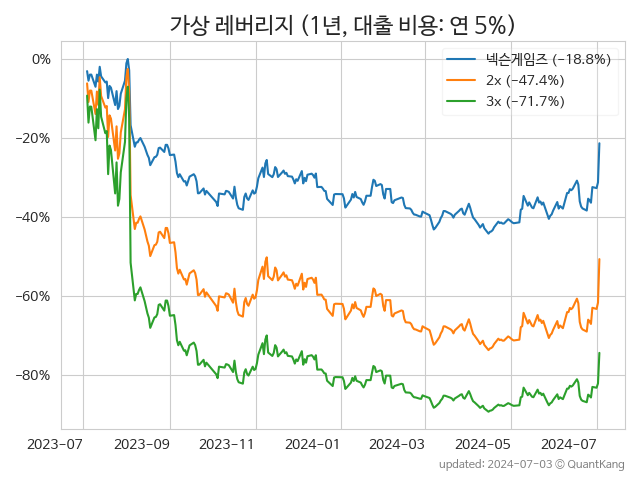 가상 레버리지 (1년, 대출 비용: 연 5%)
넥슨게임즈 (−18.8%)
2x (−47.4%)
3x (−71.7%)
0%
−20%
−40%
−60%
−80%
2023−07 2023−09 2023−11 2024−01 2024−03 2024−05 2024−07
updated: 2024-07-03 © QuantKang